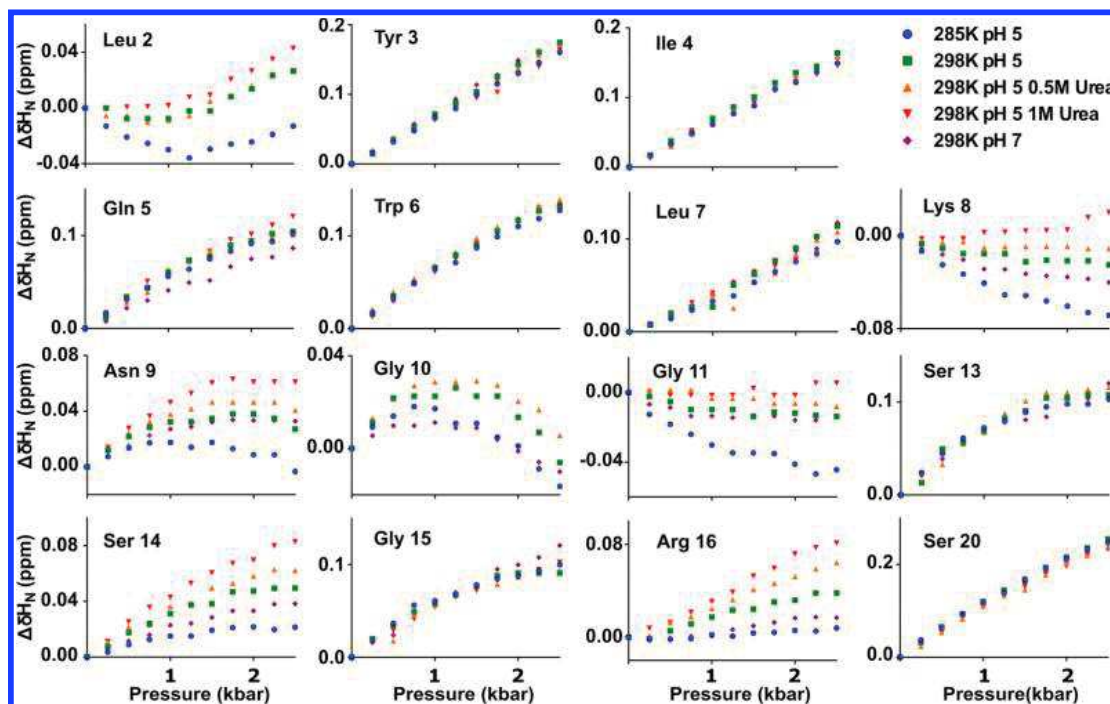 Leu 2
Tyr 3
Ile 4
285K pH 5
298K pH 5
298K pH 5 0.5M Urea
298K pH 5 1M Urea
298K pH 7
ΔδH_N (ppm)
0.04
0.00
-0.04
0.2
0.1
0.0
0.2
0.1
0.0
Gln 5
Trp 6
Leu 7
Lys 8
ΔδH_N (ppm)
0.1
0.0
0.1
0.0
0.10
0.00
0.00
-0.08
Asn 9
Gly 10
Gly 11
Ser 13
ΔδH_N (ppm)
0.08
0.04
0.00
0.04
0.00
0.00
-0.04
0.1
0.0
Ser 14
Gly 15
Arg 16
Ser 20
ΔδH_N (ppm)
0.08
0.04
0.00
0.1
0.0
0.08
0.00
0.2
0.0
1 2
1 2
1 2
1 2
Pressure (kbar)
Pressure (kbar)
Pressure (kbar)
Pressure(kbar)